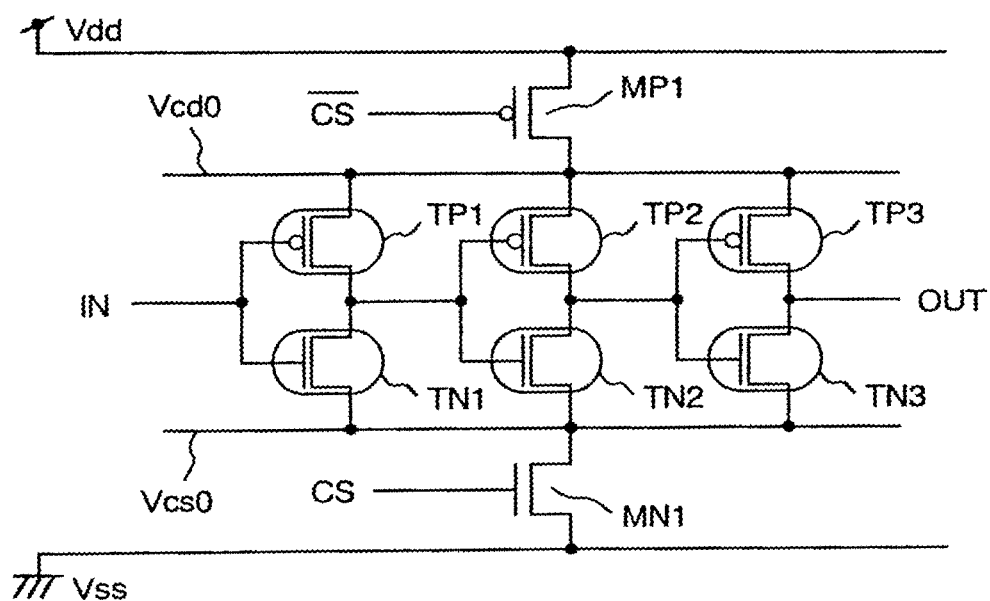 Vdd
MP1
CS
Vcd0
TP1
TP2
TP3
IN
OUT
TN1
TN2
TN3
Vcs0
CS
MN1
Vss